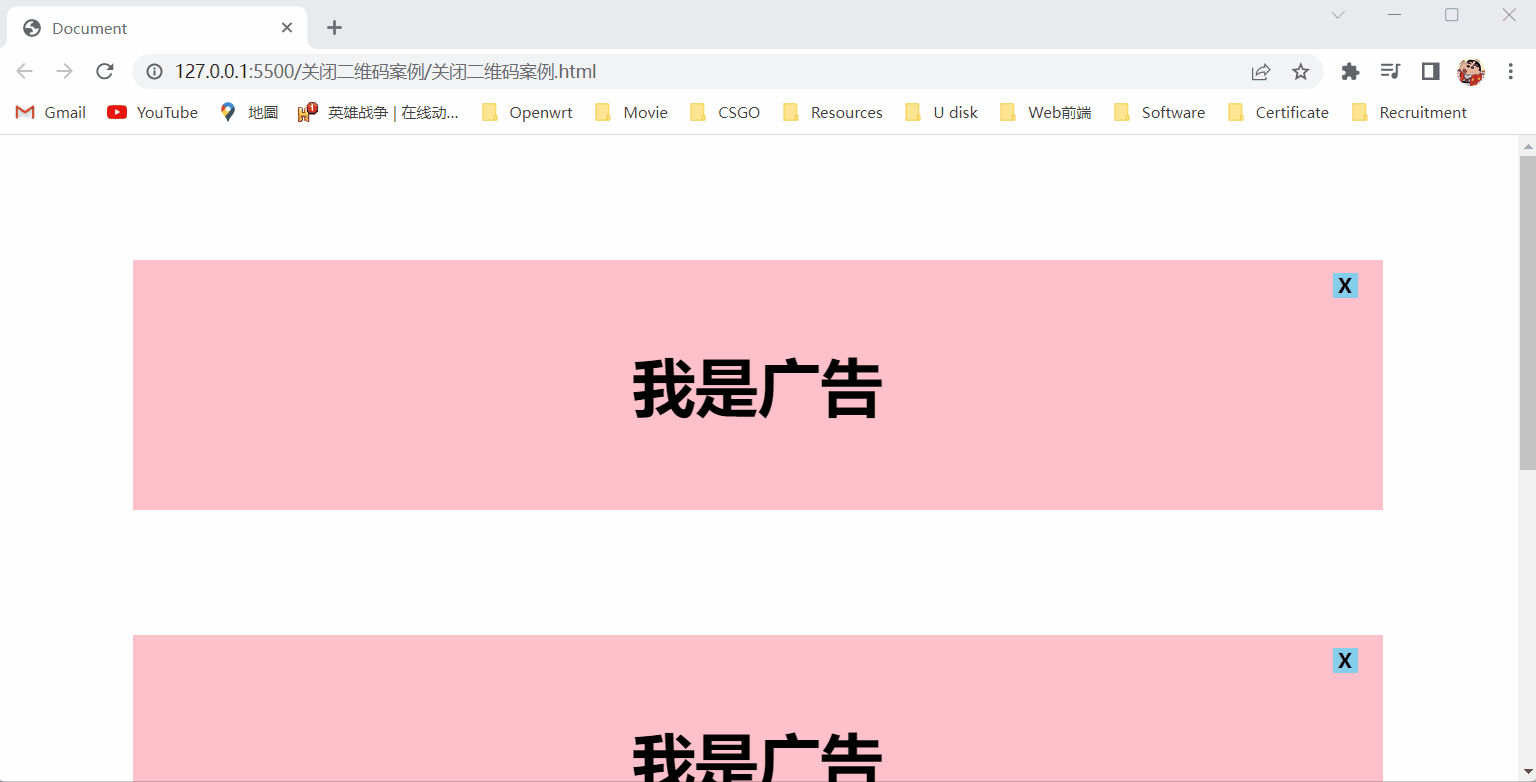 Document
127.0.0.1:5500/关闭二维码案例/关闭二维码案例.html
Gmail YouTube 地圖 英雄战争 | 在线动... Openwrt Movie CSGO Resources U disk Web前端 Software Certificate Recruitment
X
我是广告
X
我是广告